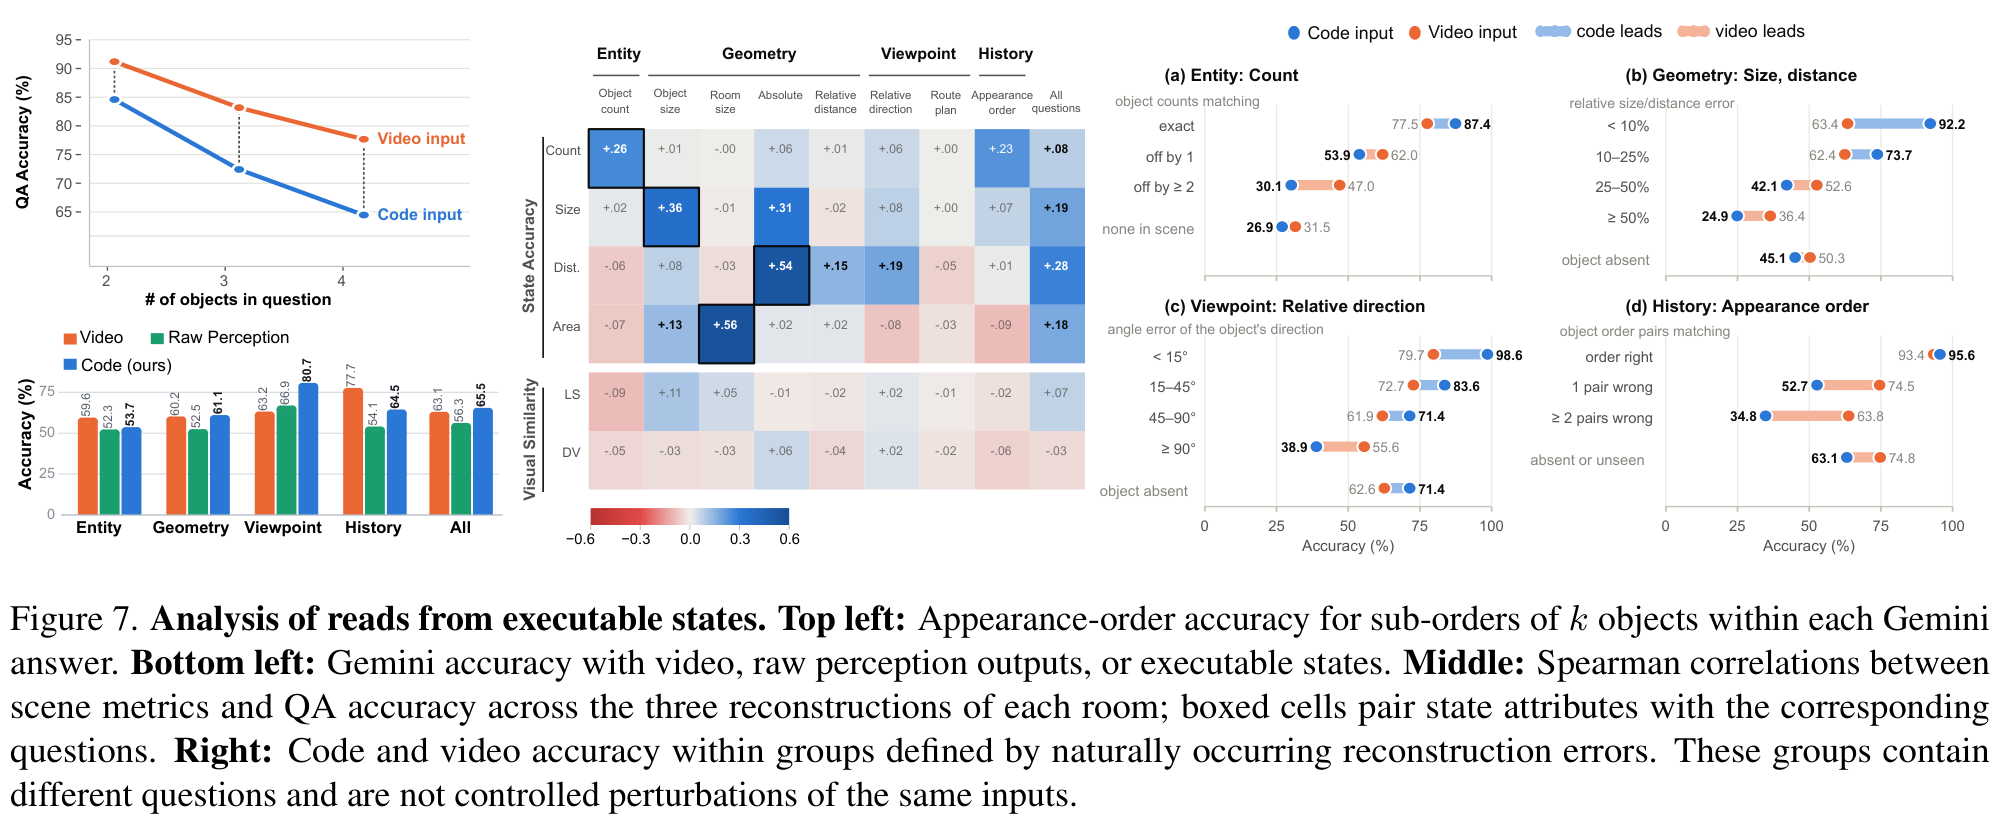 95
90
85
80
75
70
65
QA Accuracy (%)
Video input
Code input
2 3 4
# of objects in question
Video Raw Perception
Code (ours)
Accuracy (%)
75
50
25
0
59.6 52.3 53.7
60.2 52.5 61.1
63.2 66.9 80.7
77.7 54.1 64.5
63.1 56.3 65.5
Entity Geometry Viewpoint History All
Entity Geometry Viewpoint History
Object count Object size Room size Absolute Relative distance Relative direction Route plan Appearance order All questions
State Accuracy
Count +.26 +.01 -.00 +.06 +.01 +.06 +.00 +.23 +.08
Size +.02 +.36 -.01 +.31 -.02 +.08 +.00 +.07 +.19
Dist. -.06 +.08 -.03 +.54 +.15 +.19 -.05 +.01 +.28
Area -.07 +.13 +.56 +.02 +.02 -.08 -.03 -.09 +.18
Visual Similarity
LS -.09 +.11 +.05 -.01 -.02 +.02 -.01 -.02 +.07
DV -.05 -.03 -.03 +.06 -.04 +.02 -.02 -.06 -.03
−0.6 −0.3 0.0 0.3 0.6
Code input Video input code leads video leads
(a) Entity: Count
object counts matching
exact 77.5 87.4
off by 1 53.9 62.0
off by ≥ 2 30.1 47.0
none in scene 26.9 31.5
(b) Geometry: Size, distance
relative size/distance error
< 10% 63.4 92.2
10–25% 62.4 73.7
25–50% 42.1 52.6
≥ 50% 24.9 36.4
object absent 45.1 50.3
(c) Viewpoint: Relative direction
angle error of the object's direction
< 15° 79.7 98.6
15–45° 72.7 83.6
45–90° 61.9 71.4
≥ 90° 38.9 55.6
object absent 62.6 71.4
0 25 50 75 100
Accuracy (%)
(d) History: Appearance order
object order pairs matching
order right 93.4 95.6
1 pair wrong 52.7 74.5
≥ 2 pairs wrong 34.8 63.8
absent or unseen 63.1 74.8
0 25 50 75 100
Accuracy (%)
Figure 7. Analysis of reads from executable states. Top left: Appearance-order accuracy for sub-orders of k objects within each Gemini
answer. Bottom left: Gemini accuracy with video, raw perception outputs, or executable states. Middle: Spearman correlations between
scene metrics and QA accuracy across the three reconstructions of each room; boxed cells pair state attributes with the corresponding
questions. Right: Code and video accuracy within groups defined by naturally occurring reconstruction errors. These groups contain
different questions and are not controlled perturbations of the same inputs.